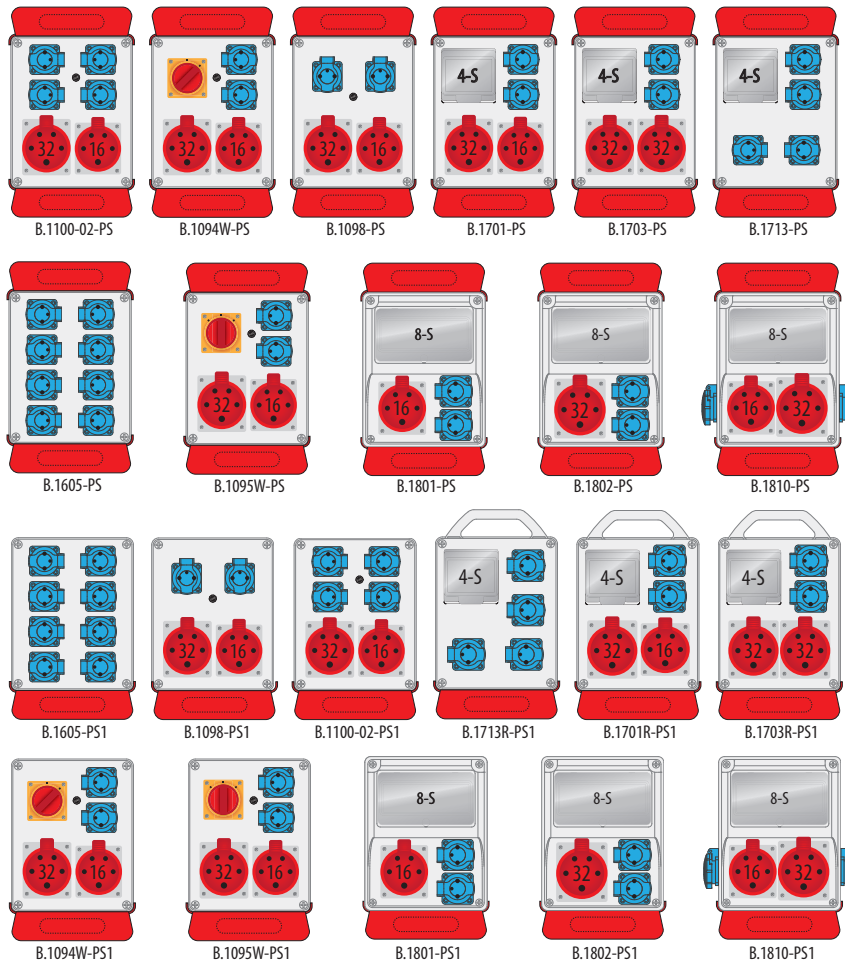 4-S 4-S 4-S
32 16 32 16 32 16 32 16 32 32
B.1100-02-PS B.1094W-PS B.1098-PS B.1701-PS B.1703-PS B.1713-PS
8-S 8-S 8-S
32 16 16 32 16 32
B.1605-PS B.1095W-PS B.1801-PS B.1802-PS B.1810-PS
4-S 4-S 4-S
32 16 32 16 32 16 32 32
B.1605-PS1 B.1098-PS1 B.1100-02-PS1 B.1713R-PS1 B.1701R-PS1 B.1703R-PS1
8-S 8-S 8-S
32 16 32 16 16 32 16 32
B.1094W-PS1 B.1095W-PS1 B.1801-PS1 B.1802-PS1 B.1810-PS1